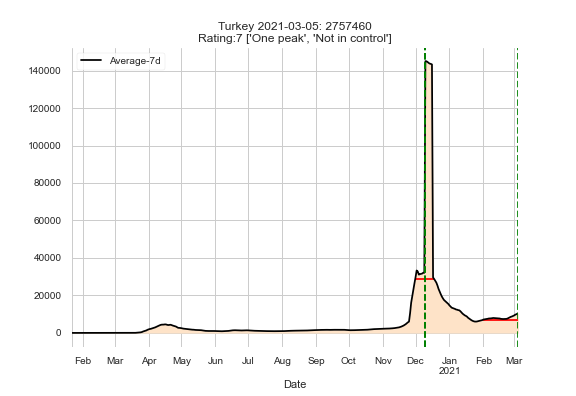 Turkey 2021-03-05: 2757460
Rating:7 ['One peak', 'Not in control']
Average-7d
140000
120000
100000
80000
60000
40000
20000
0
Feb Mar Apr May Jun Jul Aug Sep Oct Nov Dec Jan Feb Mar
2021
Date